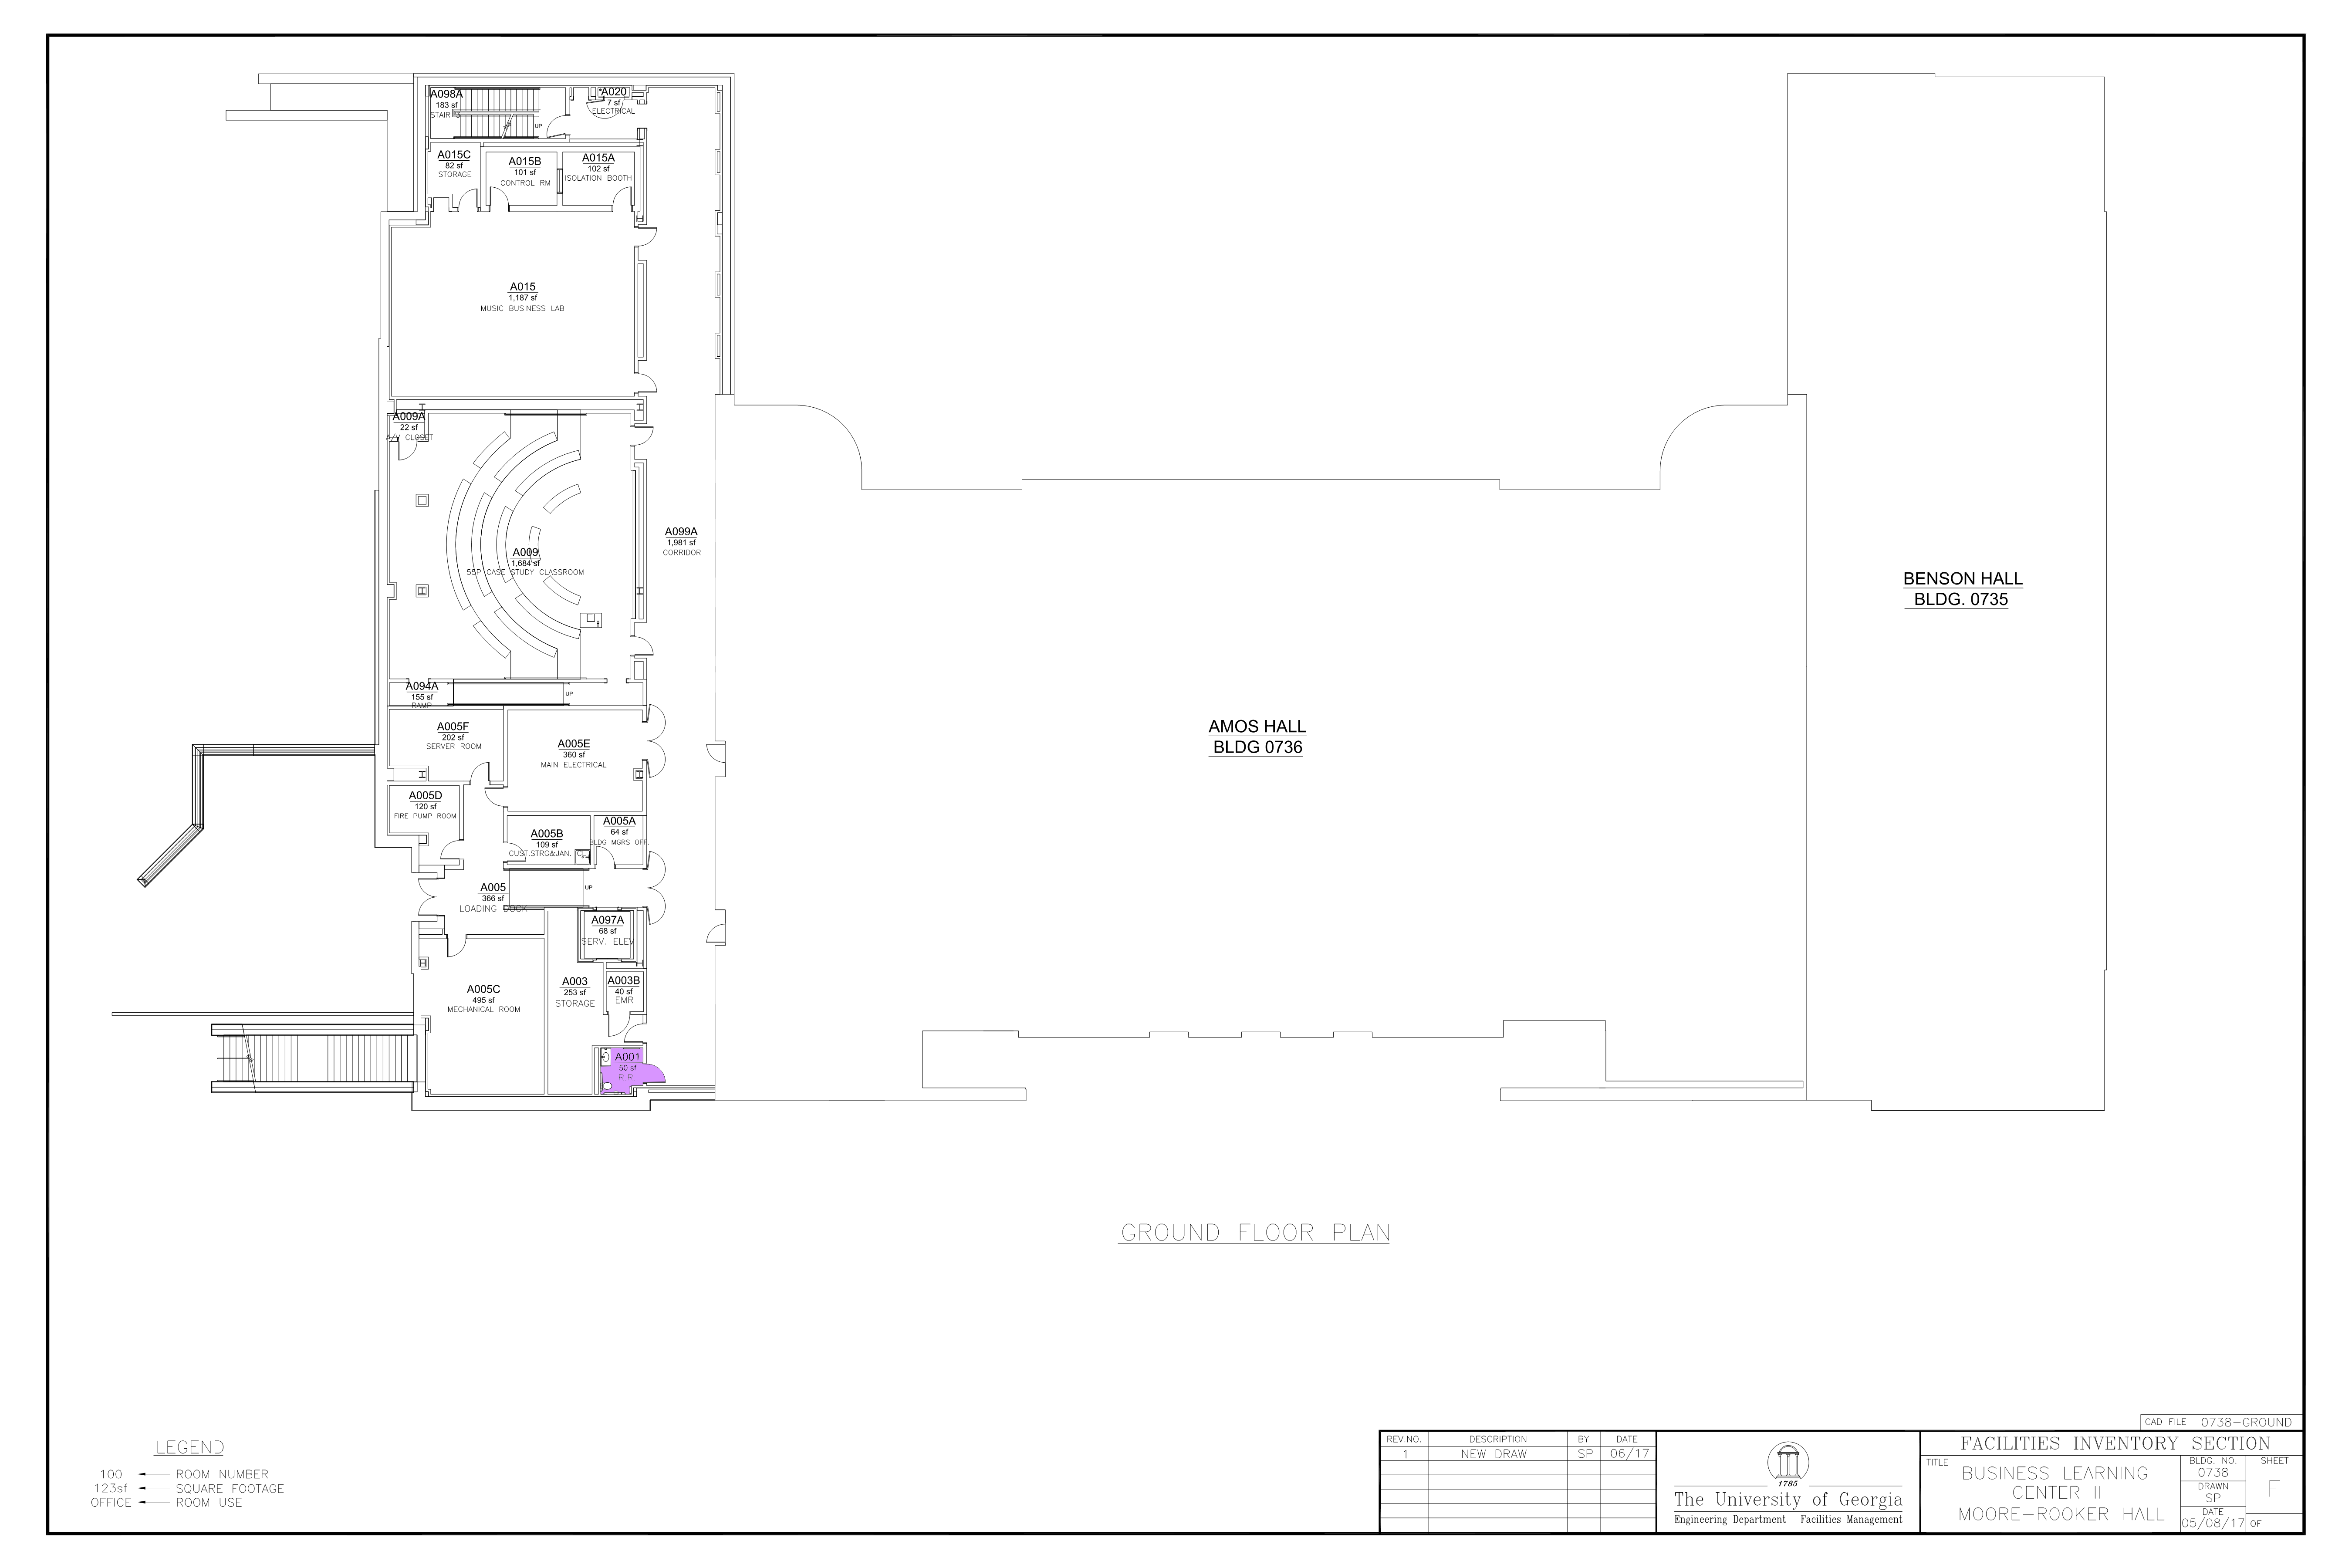 A098A
183 sf
STAIR
UP
A020
7 sf
ELECTRICAL
A015C
82 sf
STORAGE
A015B
101 sf
CONTROL RM
A015A
102 sf
ISOLATION BOOTH
A015
1,187 sf
MUSIC BUSINESS LAB
A009A
22 sf
A/V CLOSET
A099A
1,981 sf
CORRIDOR
A009
1,684 sf
55P CASE STUDY CLASSROOM
A094A
155 sf
RAMP
UP
A005F
202 sf
SERVER ROOM
A005E
360 sf
MAIN ELECTRICAL
A005D
120 sf
FIRE PUMP ROOM
A005B
109 sf
CUST.STRG&JAN. CL.
A005A
64 sf
BLDG MGRS OFF.
A005
366 sf
LOADING DOCK
UP
A097A
68 sf
SERV. ELEV
A003
253 sf
STORAGE
A003B
40 sf
EMR
A005C
495 sf
MECHANICAL ROOM
A001
50 sf
R.R.
AMOS HALL
BLDG 0736
BENSON HALL
BLDG. 0735
GROUND FLOOR PLAN
LEGEND
100 ROOM NUMBER
123sf SQUARE FOOTAGE
OFFICE ROOM USE
CAD FILE 0738-GROUND
REV.NO. DESCRIPTION BY DATE
1 NEW DRAW SP 06/17
1785
The University of Georgia
Engineering Department Facilities Management
FACILITIES INVENTORY SECTION
TITLE
BUSINESS LEARNING
CENTER II
MOORE-ROOKER HALL
BLDG. NO.
0738
DRAWN
SP
DATE
05/08/17
SHEET
F
OF